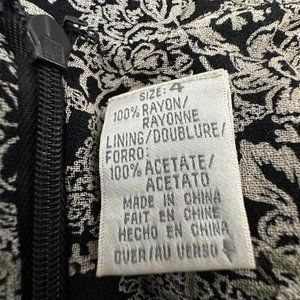 SIZE: 4
100% RAYON/
RAYONNE
LINING/DOUBLURE/
FORRO:
100% ACETATE/
ACETATO
MADE IN CHINA
FAIT EN CHINE
HECHO EN CHINA
OVER/AU VERSO